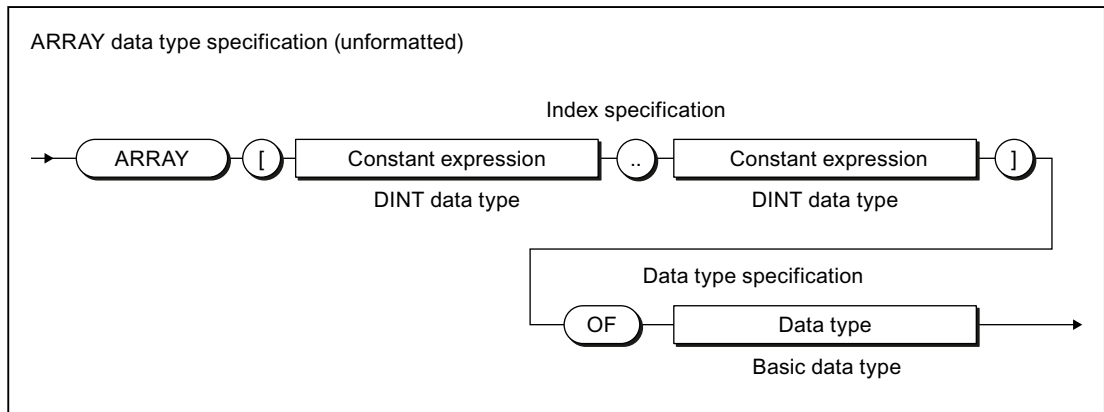 ARRAY data type specification (unformatted)
Index specification
ARRAY [ Constant expression .. Constant expression ]
DINT data type DINT data type
Data type specification
OF Data type
Basic data type